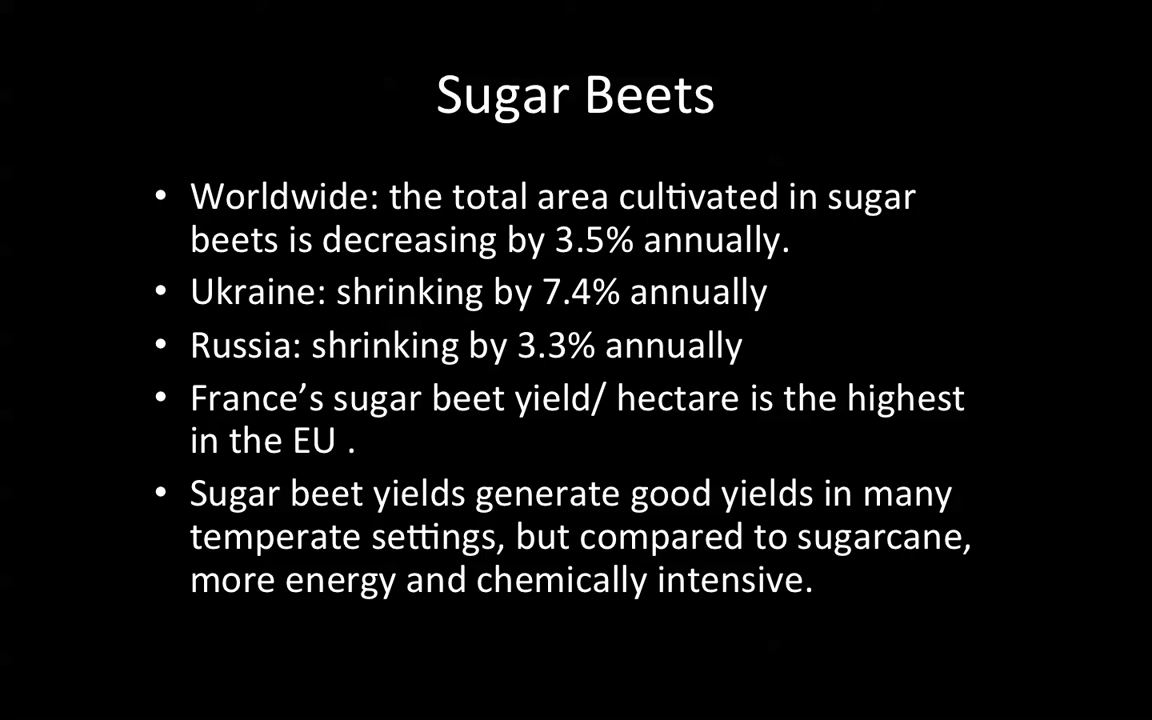 Sugar Beets
• Worldwide: the total area cultivated in sugar
beets is decreasing by 3.5% annually.
• Ukraine: shrinking by 7.4% annually
• Russia: shrinking by 3.3% annually
• France’s sugar beet yield/ hectare is the highest
in the EU .
• Sugar beet yields generate good yields in many
temperate settings, but compared to sugarcane,
more energy and chemically intensive.